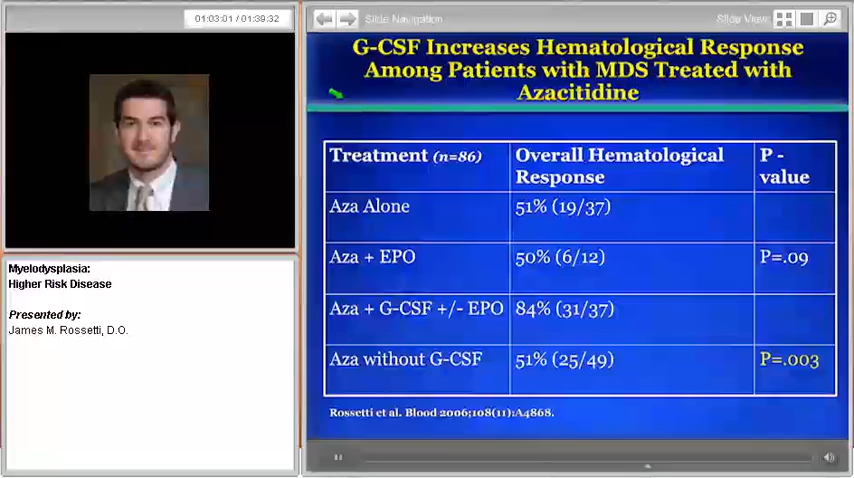 01:03:01 / 01:39:32
Slide Navigation
Slide View:
G-CSF Increases Hematological Response
Among Patients with MDS Treated with
Azacitidine
Treatment (n=86)
Overall Hematological
Response
P -
value
Aza Alone
51% (19/37)
Aza + EPO
50% (6/12)
P=.09
Aza + G-CSF +/- EPO
84% (31/37)
Aza without G-CSF
51% (25/49)
P=.003
Rossetti et al. Blood 2006;108(11):A4868.
Myelodysplasia:
Higher Risk Disease
Presented by:
James M. Rossetti, D.O.